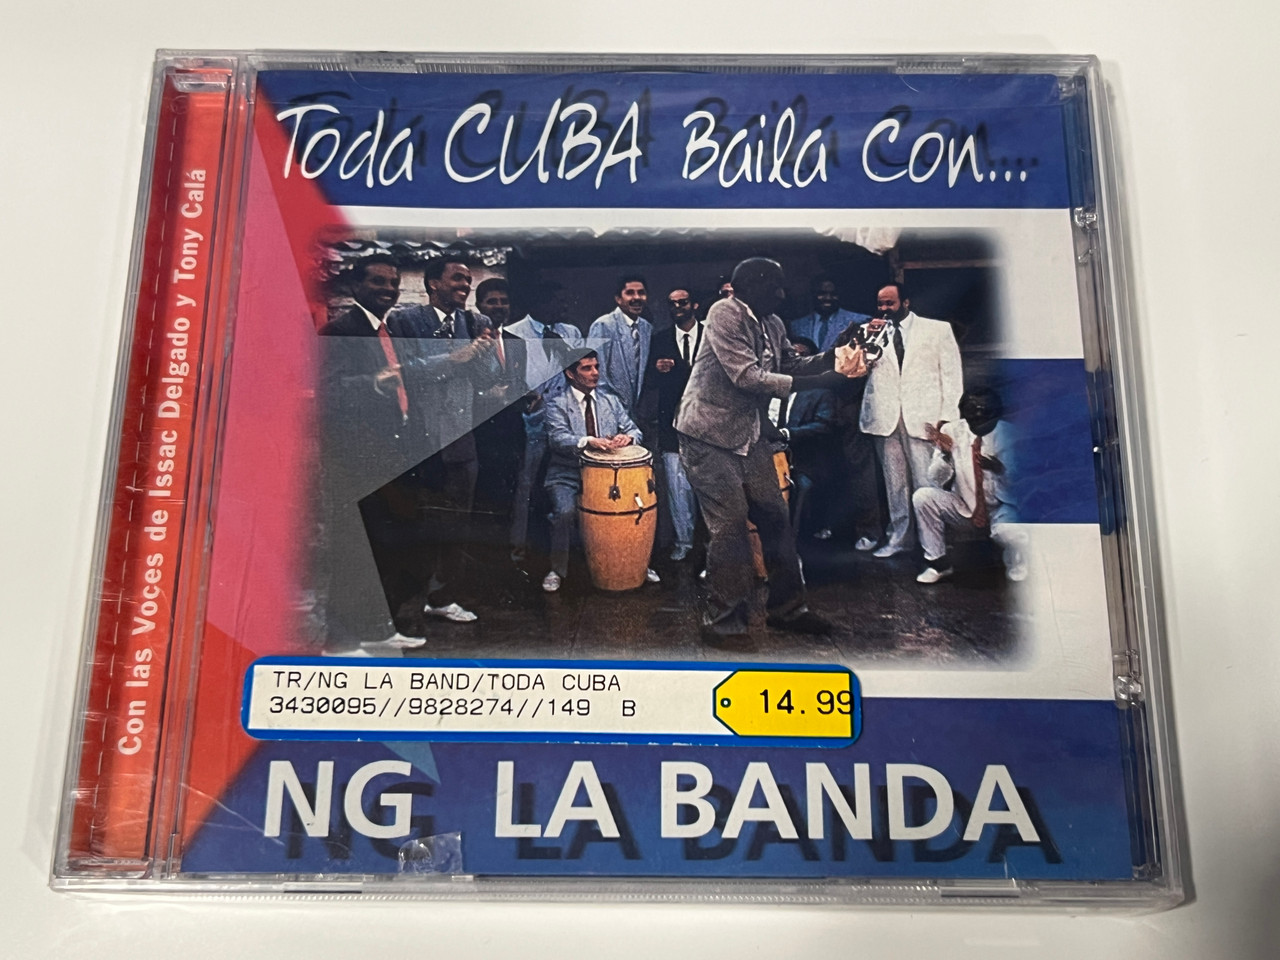 Toda CUBA Baila Con....
Con las Voces de Issac Delgado y Tony Calá
TR/NG LA BAND/TODA CUBA
3430095//9828274//149 B
14.99
NG LA BANDA